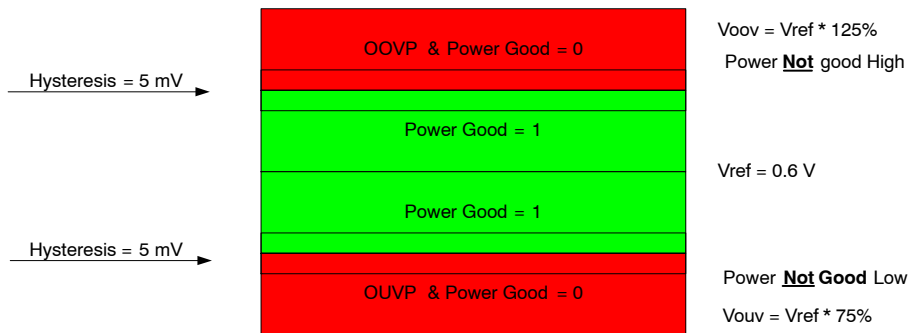 Voov = Vref * 125%
OOVP & Power Good = 0
Power Not good High
Hysteresis = 5 mV
Power Good = 1
Vref = 0.6 V
Power Good = 1
Hysteresis = 5 mV
Power Not Good Low
OUVP & Power Good = 0
Vouv = Vref * 75%